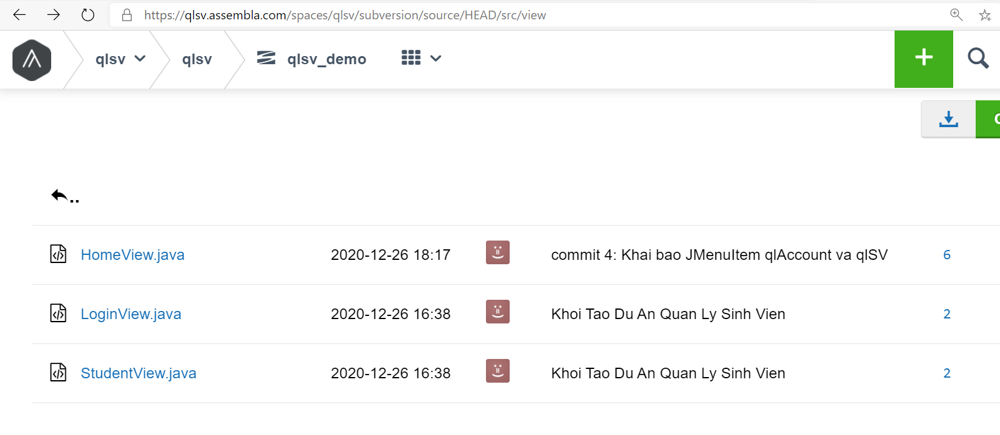 https://qlsv.assembla.com/spaces/qlsv/subversion/source/HEAD/src/view
qlsv qlsv qlsv_demo
..
HomeView.java 2020-12-26 18:17 commit 4: Khai bao JMenuItem qlAccount va qlSV 6
LoginView.java 2020-12-26 16:38 Khoi Tao Du An Quan Ly Sinh Vien 2
StudentView.java 2020-12-26 16:38 Khoi Tao Du An Quan Ly Sinh Vien 2